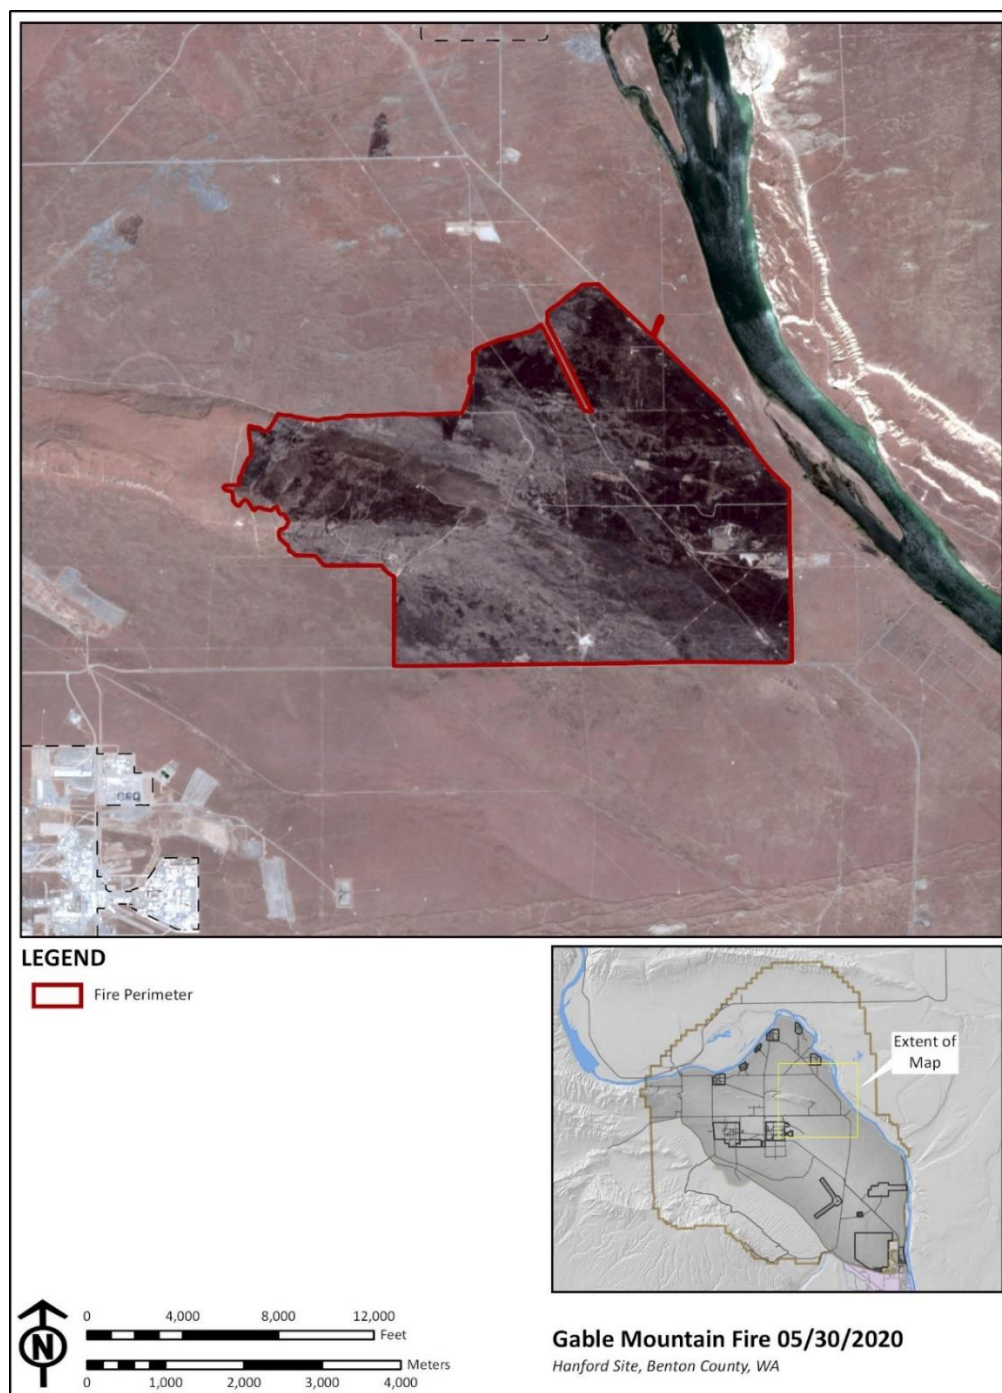 LEGEND
Fire Perimeter
Extent of
Map
0 4,000 8,000 12,000
Feet
Meters
0 1,000 2,000 3,000 4,000
N
Gable Mountain Fire 05/30/2020
Hanford Site, Benton County, WA